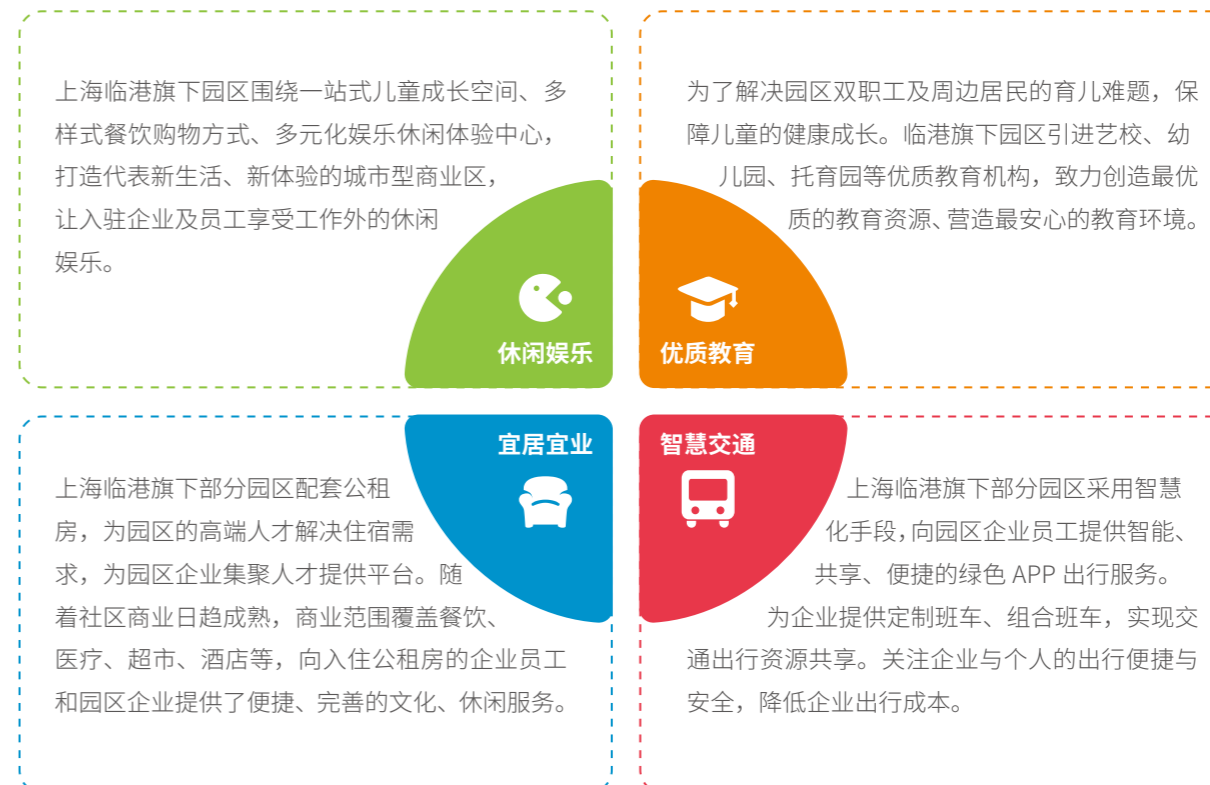 上海临港旗下园区围绕一站式儿童成长空间、多
样式餐饮购物方式、多元化娱乐休闲体验中心，
打造代表新生活、新体验的城市型商业区，
让入驻企业及员工享受工作外的休闲
娱乐。
休闲娱乐
为了解决园区双职工及周边居民的育儿难题，保
障儿童的健康成长。临港旗下园区引进艺校、幼
儿园、托育园等优质教育机构，致力创造最优
质的教育资源、营造最安心的教育环境。
优质教育
宜居宜业
上海临港旗下部分园区配套公租
房，为园区的高端人才解决住宿需
求，为园区企业集聚人才提供平台。随
着社区商业日趋成熟，商业范围覆盖餐饮、
医疗、超市、酒店等，向入住公租房的企业员工
和园区企业提供了便捷、完善的文化、休闲服务。
智慧交通
上海临港旗下部分园区采用智慧
化手段，向园区企业员工提供智能、
共享、便捷的绿色 APP 出行服务。
为企业提供定制班车、组合班车，实现交
通出行资源共享。关注企业与个人的出行便捷与
安全，降低企业出行成本。